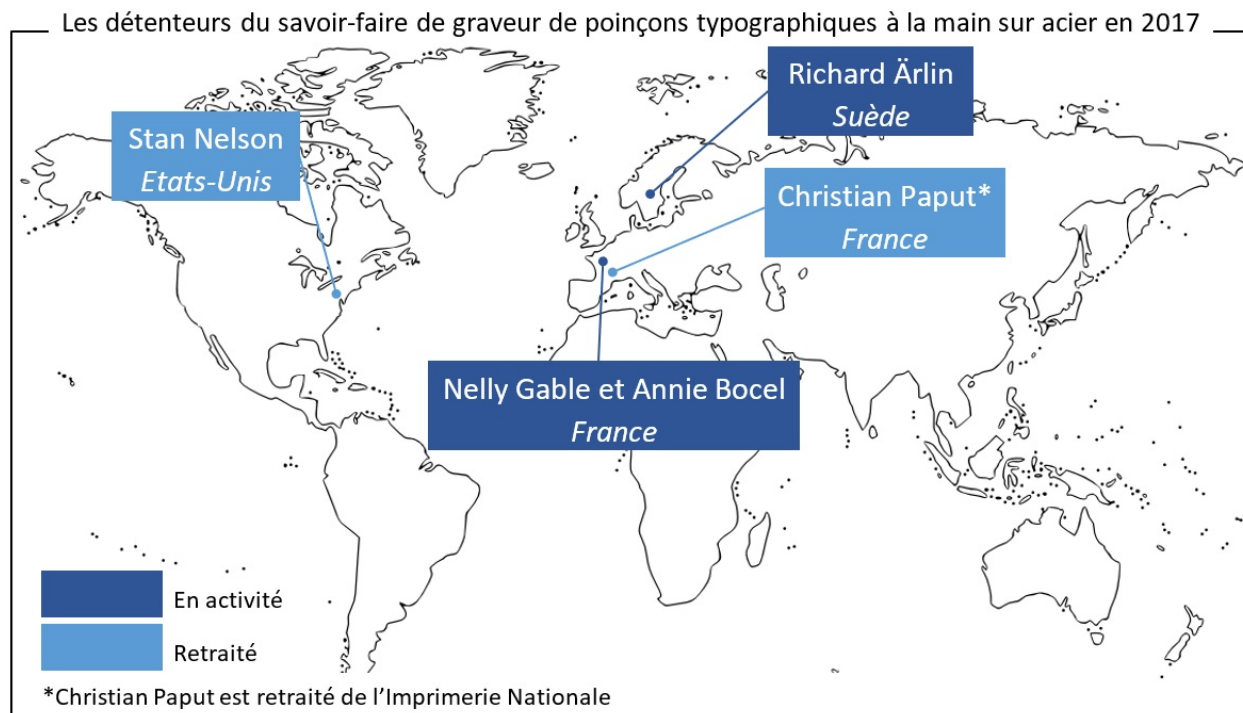 Les détenteurs du savoir-faire de graveur de poinçons typographiques à la main sur acier en 2017
Richard Ärlin
Suède
Stan Nelson
Etats-Unis
Christian Paput*
France
Nelly Gable et Annie Bocel
France
En activité
Retraité
*Christian Paput est retraité de l’Imprimerie Nationale